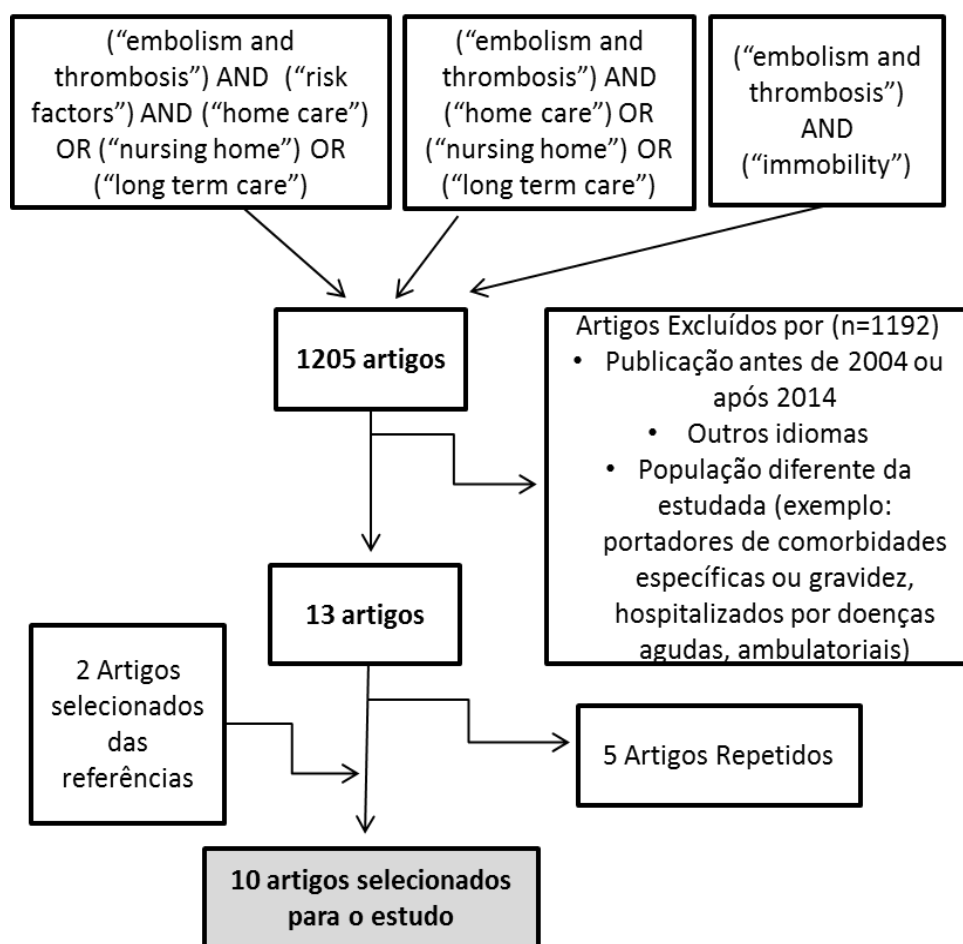 (“embolism and
thrombosis”) AND (“risk
factors”) AND (“home care”)
OR (“nursing home”) OR
(“long term care”)
(“embolism and
thrombosis”) AND
(“home care”) OR
(“nursing home”) OR
(“long term care”)
(“embolism and
thrombosis”)
AND
(“immobility”)
1205 artigos
Artigos Excluídos por (n=1192)
• Publicação antes de 2004 ou
após 2014
• Outros idiomas
• População diferente da
estudada (exemplo:
portadores de comorbidades
específicas ou gravidez,
hospitalizados por doenças
agudas, ambulatoriais)
13 artigos
2 Artigos
selecionados
das
referências
5 Artigos Repetidos
10 artigos selecionados
para o estudo